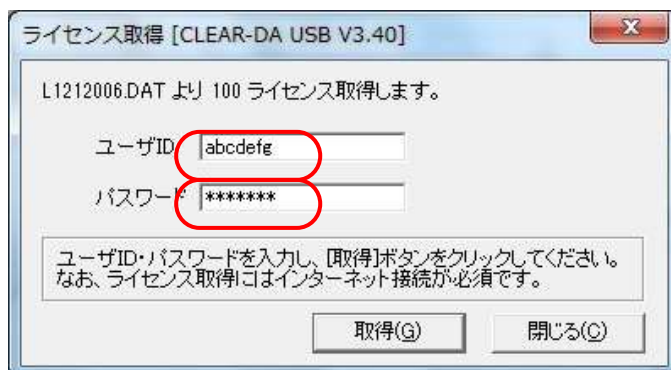 ライセンス取得 [CLEAR-DA USB V3.40]
L1212006.DAT より 100 ライセンス取得します。
ユーザID abcdefg
パスワード *******
ユーザID・パスワードを入力し、[取得]ボタンをクリックしてください。
なお、ライセンス取得にはインターネット接続が必須です。
取得(G) 閉じる(C)